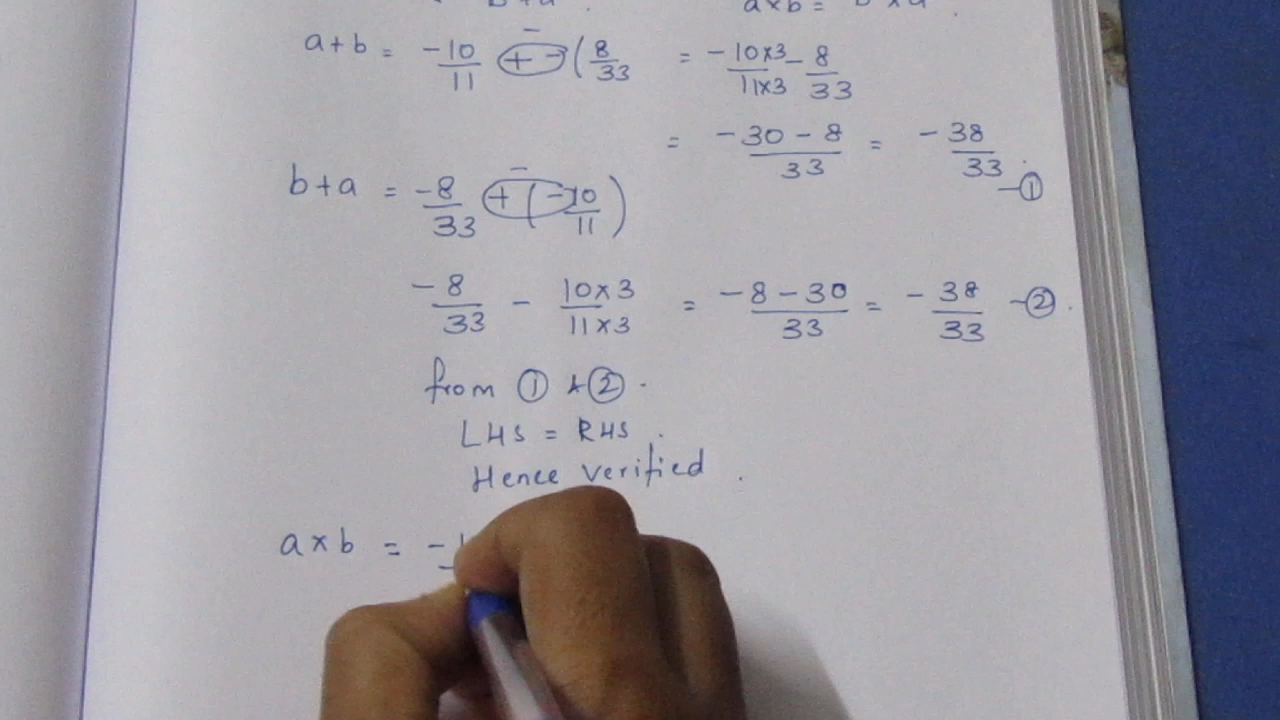 a×b =
a+b = -10/11 + - (8/33 = -10×3/11×3 - 8/33
-
= -30-8/33 = -38/33 - ①
b+a = -8/33 + (-10/11)
-
-8/33 - 10×3/11×3 = -8-30/33 = -38/33 - ②.
from ① & ② .
LHS = RHS .
Hence verified .
a×b = -